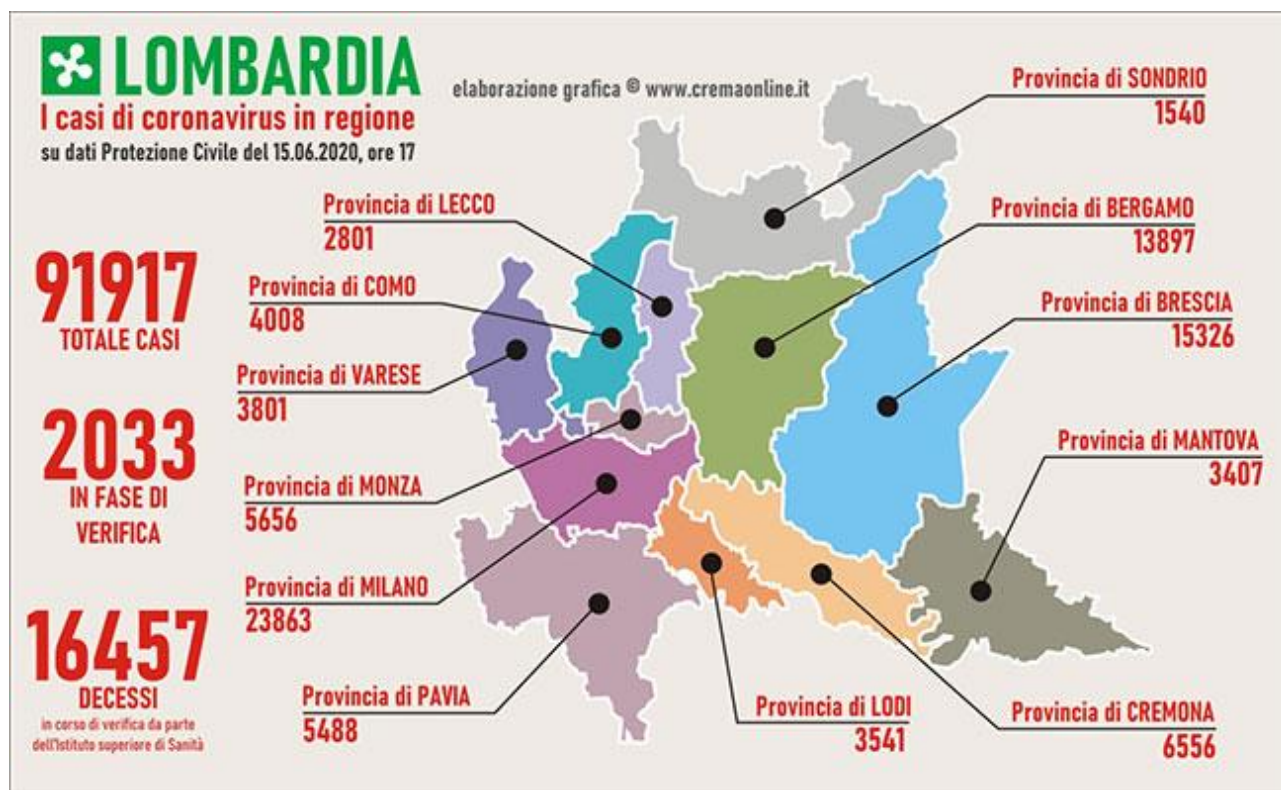 LOMBARDIA
I casi di coronavirus in regione
su dati Protezione Civile del 15.06.2020, ore 17
elaborazione grafica © www.cremaonline.it
Provincia di SONDRIO
1540
Provincia di LECCO
2801
Provincia di BERGAMO
13897
91917
TOTALE CASI
Provincia di COMO
4008
Provincia di BRESCIA
15326
Provincia di VARESE
3801
2033
IN FASE DI
VERIFICA
Provincia di MANTOVA
3407
Provincia di MONZA
5656
Provincia di MILANO
23863
16457
DECESSI
in corso di verifica da parte
dell'Istituto superiore di Sanità
Provincia di PAVIA
5488
Provincia di LODI
3541
Provincia di CREMONA
6556